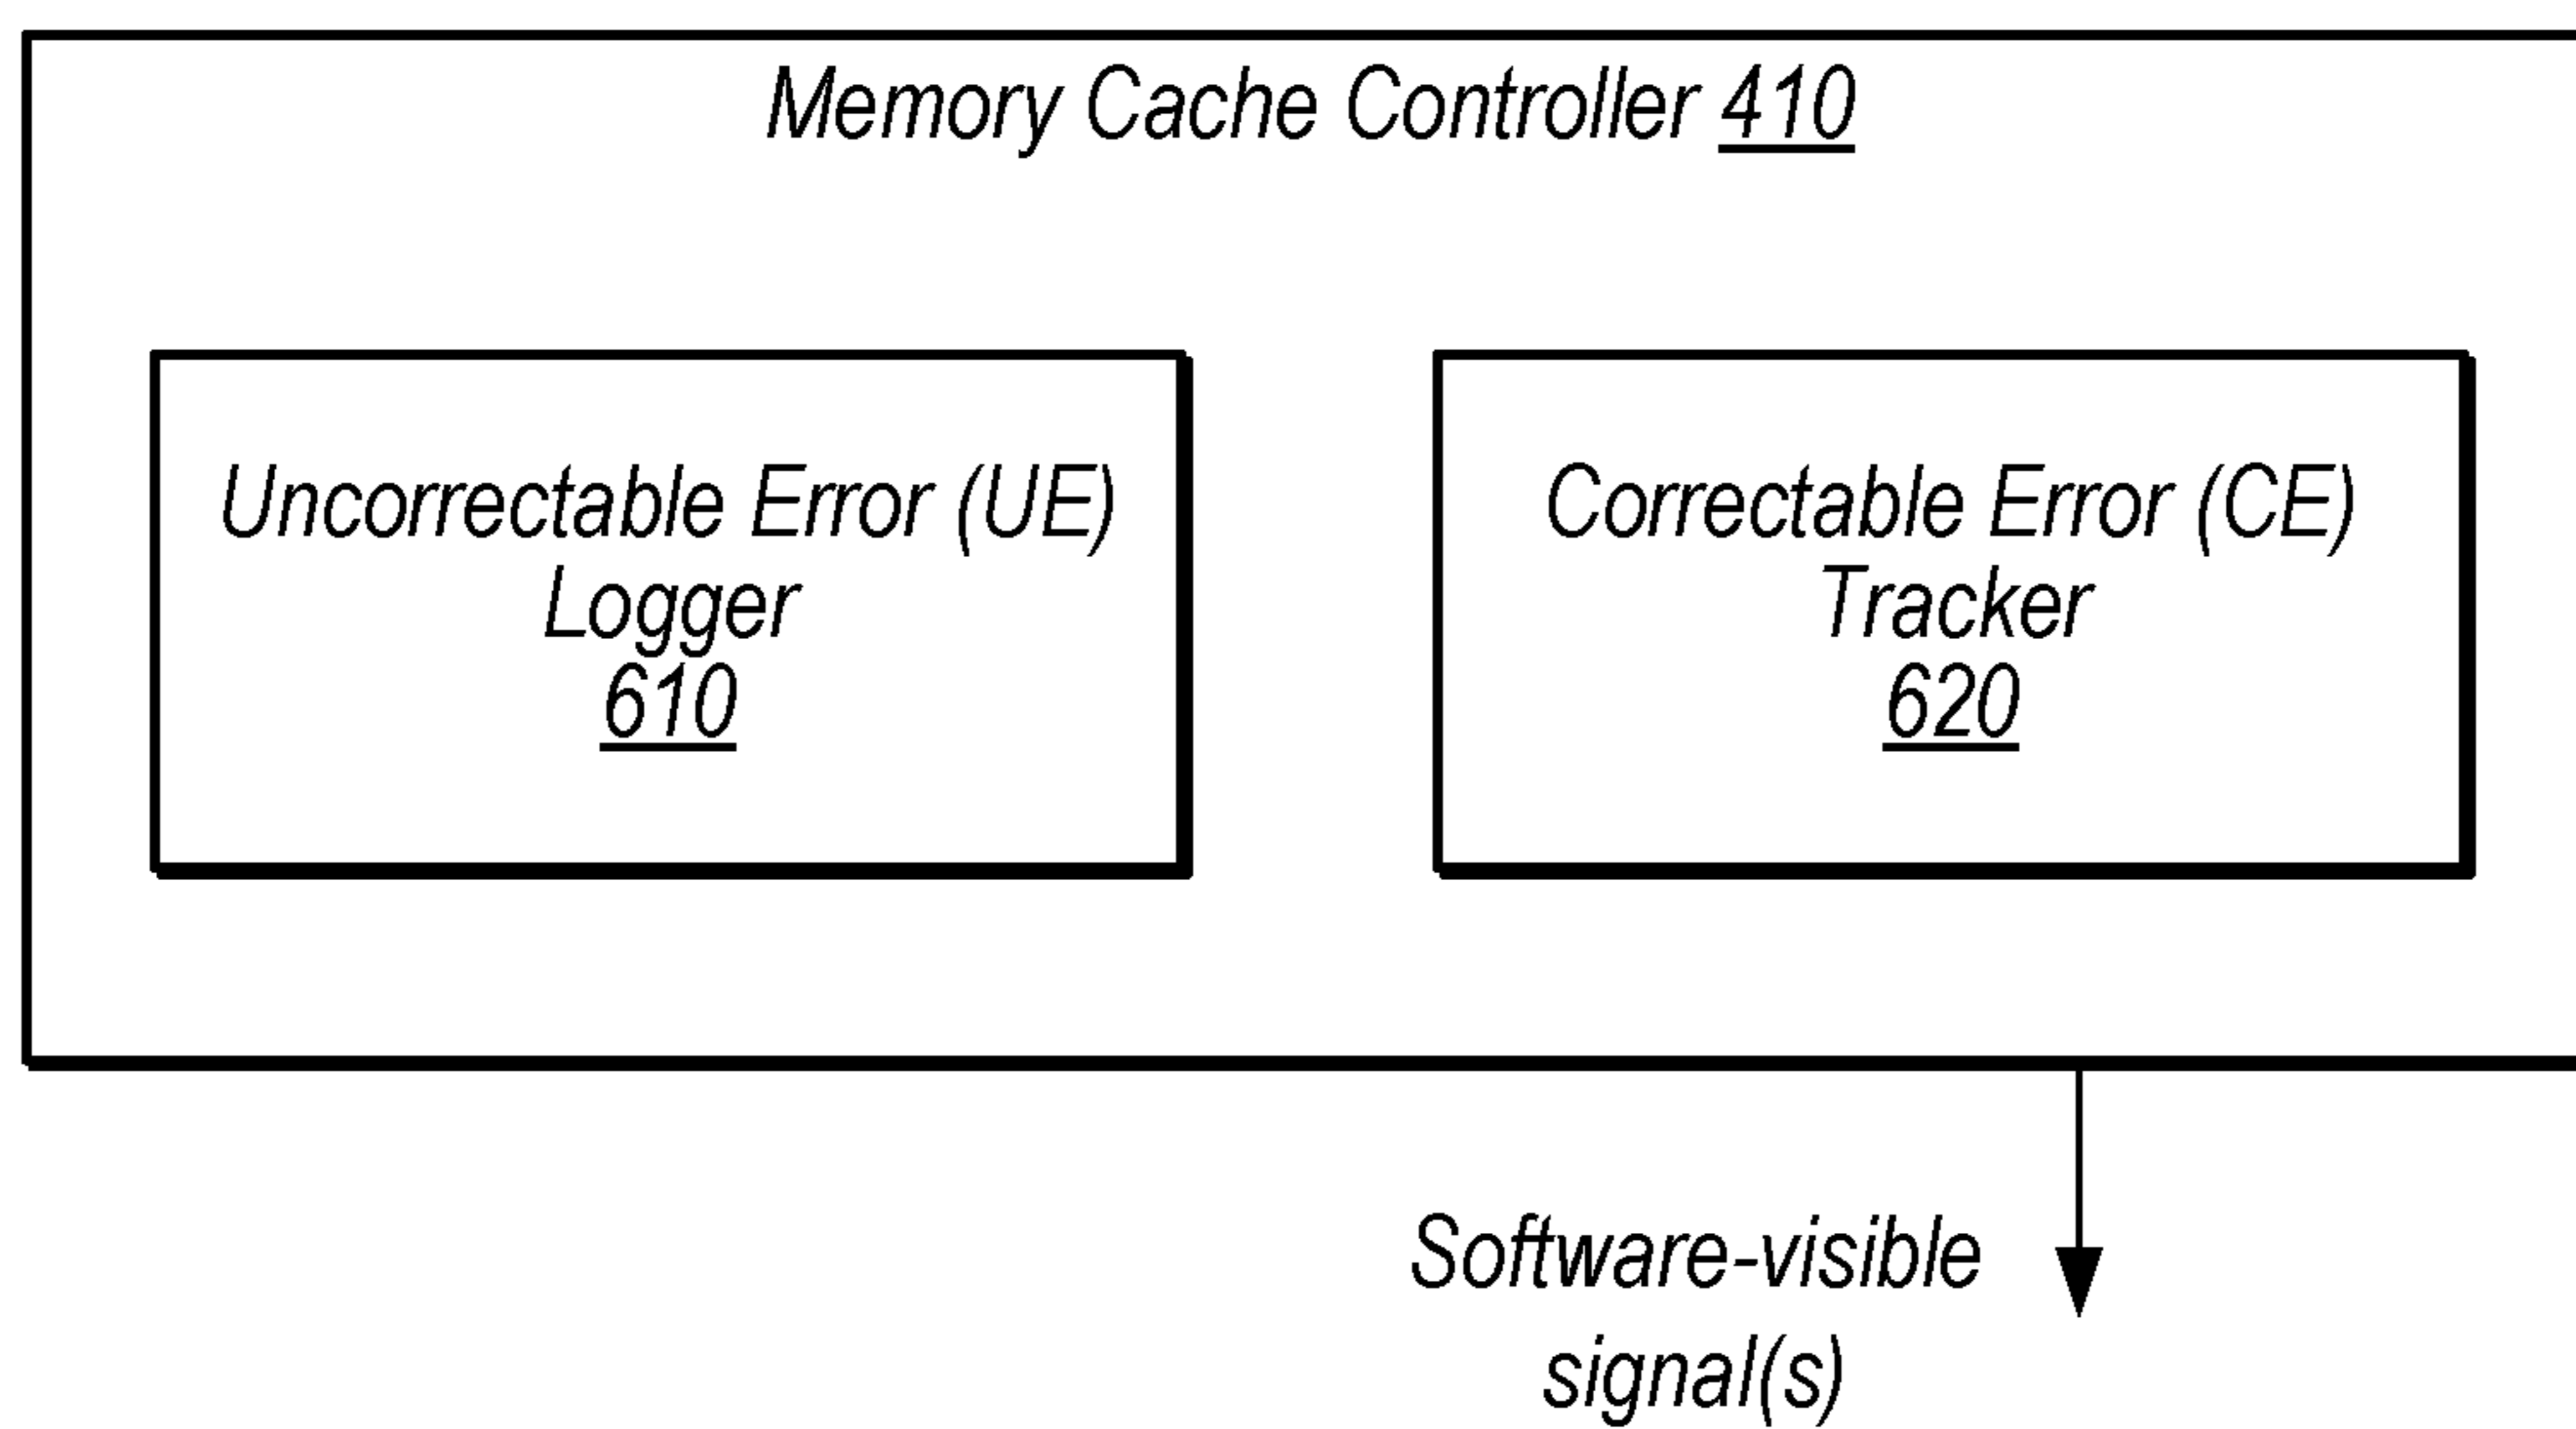 Memory Cache Controller 410
Uncorrectable Error (UE)
Logger
610
Correctable Error (CE)
Tracker
620
Software-visible
signal(s)